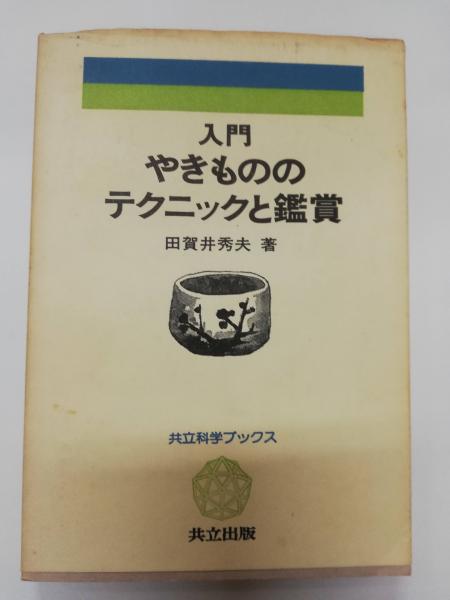 入門
やきものの
テクニックと鑑賞
田賀井秀夫 著
共立科学ブックス
共立出版